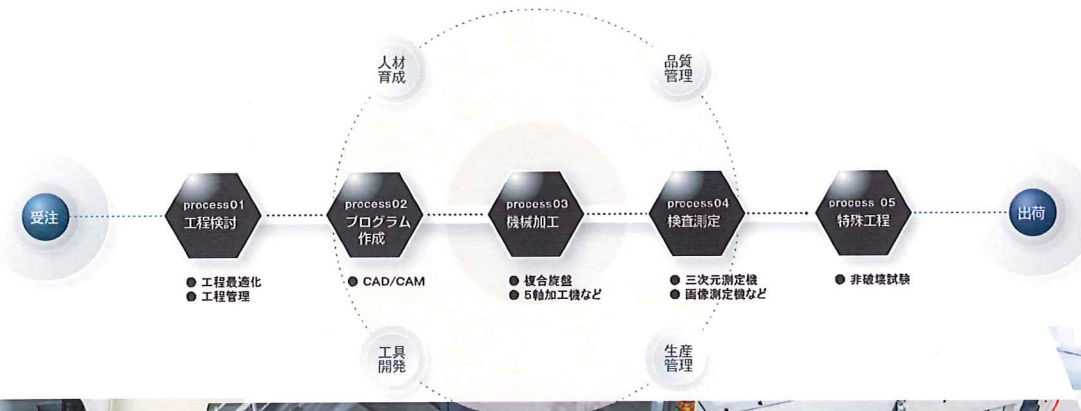 人材
育成
品質
管理
受注
process01
工程検討
process02
プログラム
作成
process03
機械加工
process04
検査測定
process 05
特殊工程
出荷
● 工程最適化
● 工程管理
● CAD/CAM
● 複合旋盤
● 5軸加工機など
● 三次元測定機
● 画像測定機など
● 非破壊試験
工具
開発
生産
管理